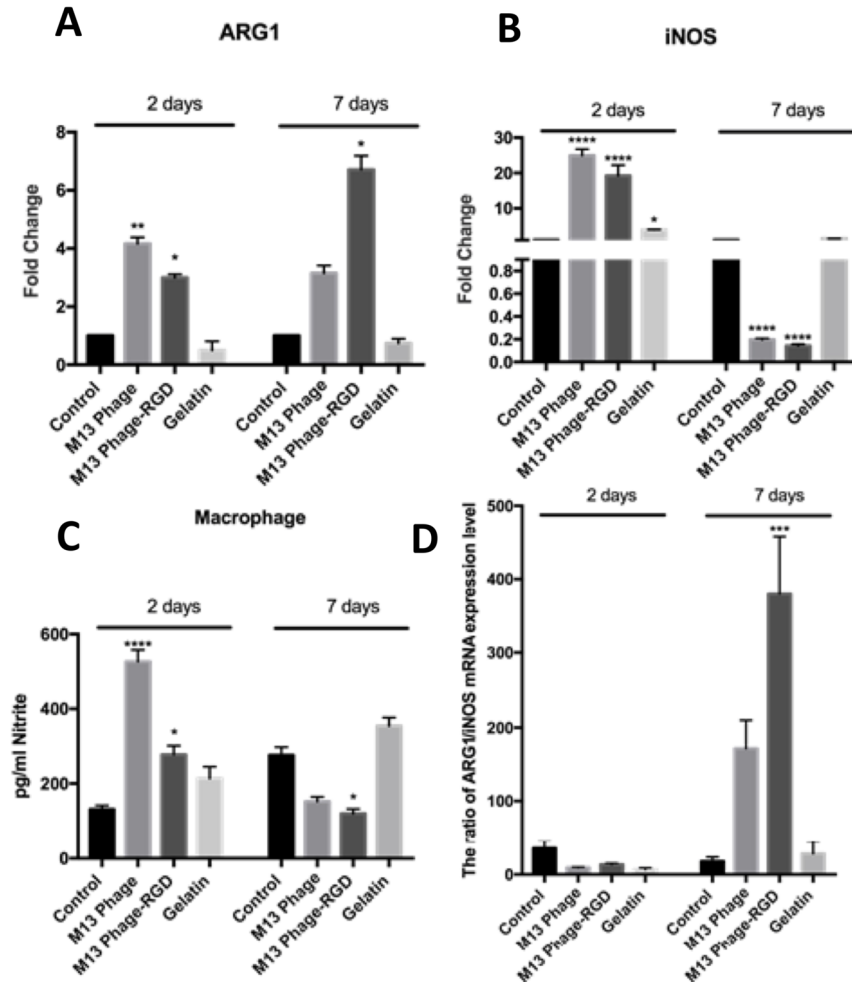 A
ARG1
2 days
7 days
*
**
*
8
6
4
2
0
Fold Change
Control
M13 Phage
M13 Phage-RGD
Gelatin
Control
M13 Phage
M13 Phage-RGD
Gelatin
B
iNOS
2 days
7 days
****
****
*
****
****
30
20
10
0.8
0.6
0.4
0.2
0.0
Fold Change
Control
M13 Phage
M13 Phage-RGD
Gelatin
Control
M13 Phage
M13 Phage-RGD
Gelatin
C
Macrophage
2 days
7 days
****
*
*
600
400
200
0
pg/ml Nitrite
Control
M13 Phage
M13 Phage-RGD
Gelatin
Control
M13 Phage
M13 Phage-RGD
Gelatin
D
2 days
7 days
***
500
400
300
200
100
0
The ratio of ARG1/iNOS mRNA expression level
Control
M13 Phage
M13 Phage-RGD
Gelatin
Control
M13 Phage
M13 Phage-RGD
Gelatin